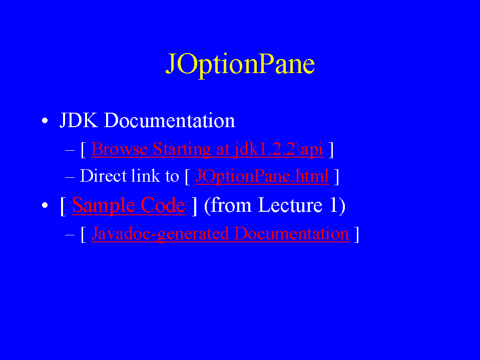 JOptionPane
• JDK Documentation
– [ Browse Starting at jdk1.2.2\api ]
– Direct link to [ JOptionPane.html ]
• [ Sample Code ] (from Lecture 1)
– [ Javadoc-generated Documentation ]